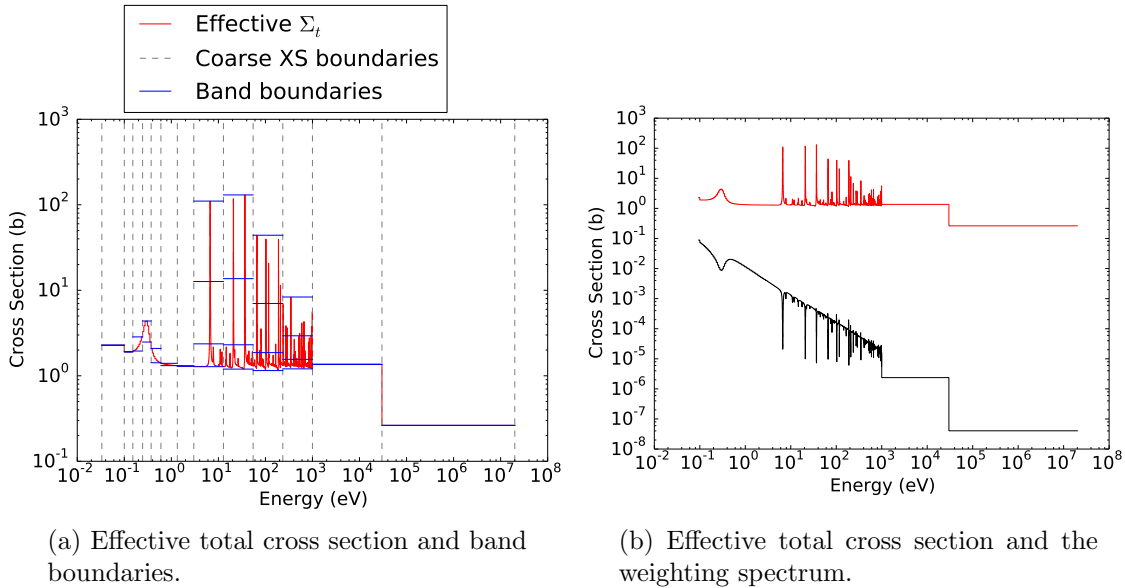 Effective Σt
Coarse XS boundaries
Band boundaries
10^3
10^2
10^1
10^0
10^-1
Cross Section (b)
10^-2 10^-1 10^0 10^1 10^2 10^3 10^4 10^5 10^6 10^7 10^8
Energy (eV)
10^3
10^2
10^1
10^0
10^-1
10^-2
10^-3
10^-4
10^-5
10^-6
10^-7
10^-8
Cross Section (b)
10^-2 10^-1 10^0 10^1 10^2 10^3 10^4 10^5 10^6 10^7 10^8
Energy (eV)
(a) Effective total cross section and band
boundaries.
(b) Effective total cross section and the
weighting spectrum.